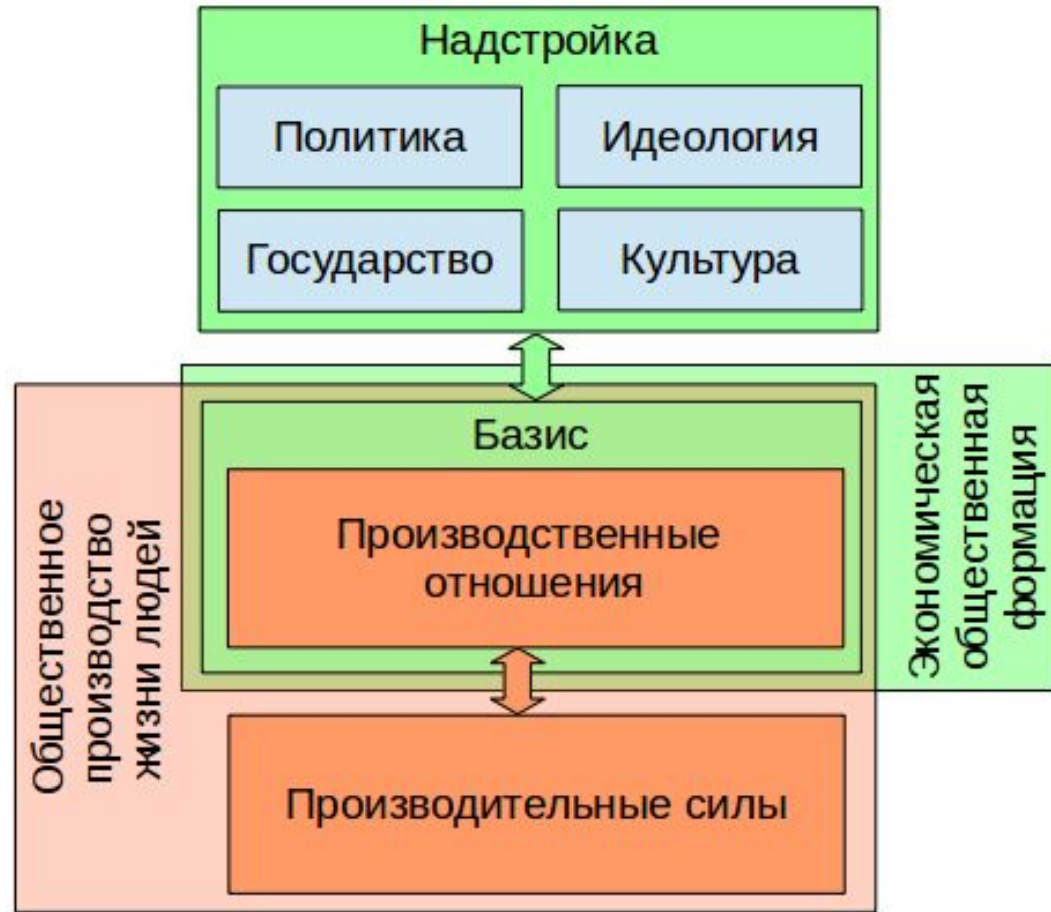 Надстройка
Политика
Идеология
Государство
Культура
Базис
Производственные
отношения
Производительные силы
Общественное
производство
жизни людей
Экономическая
общественная
формация